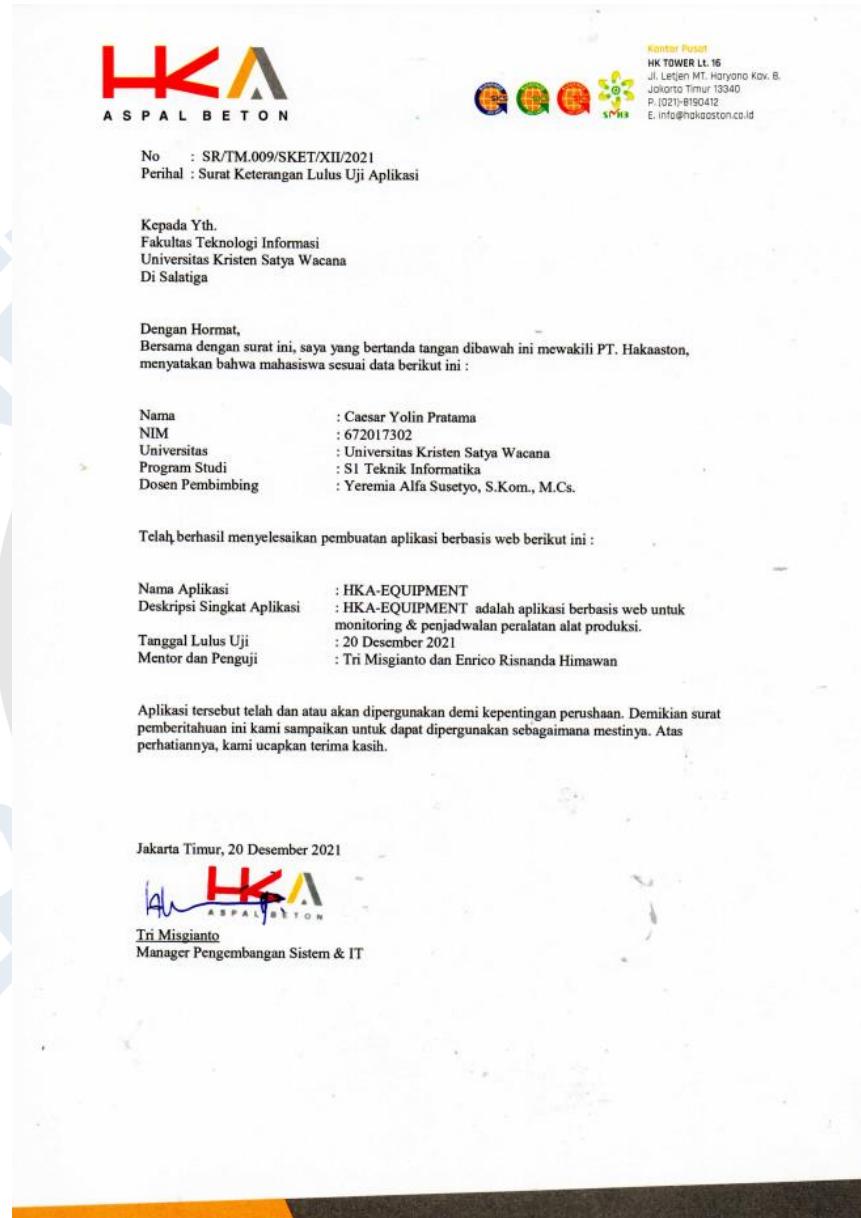 HKA
ASPAL BETON
SMK3
Kantor Pusat
HK TOWER Lt. 16
Jl. Letjen MT. Haryono Kav. 8.
Jakarta Timur 13340
P. (021)-8190412
E. info@hakaaston.co.id
No : SR/TM.009/SKET/XII/2021
Perihal : Surat Keterangan Lulus Uji Aplikasi
Kepada Yth.
Fakultas Teknologi Informasi
Universitas Kristen Satya Wacana
Di Salatiga
Dengan Hormat,
Bersama dengan surat ini, saya yang bertanda tangan dibawah ini mewakili PT. Hakaaston,
menyatakan bahwa mahasiswa sesuai data berikut ini :
Nama : Caesar Yolin Pratama
NIM : 672017302
Universitas : Universitas Kristen Satya Wacana
Program Studi : S1 Teknik Informatika
Dosen Pembimbing : Yeremia Alfa Susetyo, S.Kom., M.Cs.
Telah berhasil menyelesaikan pembuatan aplikasi berbasis web berikut ini :
Nama Aplikasi : HKA-EQUIPMENT
Deskripsi Singkat Aplikasi : HKA-EQUIPMENT adalah aplikasi berbasis web untuk
monitoring & penjadwalan peralatan alat produksi.
Tanggal Lulus Uji : 20 Desember 2021
Mentor dan Penguji : Tri Misgianto dan Enrico Risnanda Himawan
Aplikasi tersebut telah dan atau akan dipergunakan demi kepentingan perushaan. Demikian surat
pemberitahuan ini kami sampaikan untuk dapat dipergunakan sebagaimana mestinya. Atas
perhatiannya, kami ucapkan terima kasih.
Jakarta Timur, 20 Desember 2021
HKA
ASPAL BETON
Tri Misgianto
Manager Pengembangan Sistem & IT